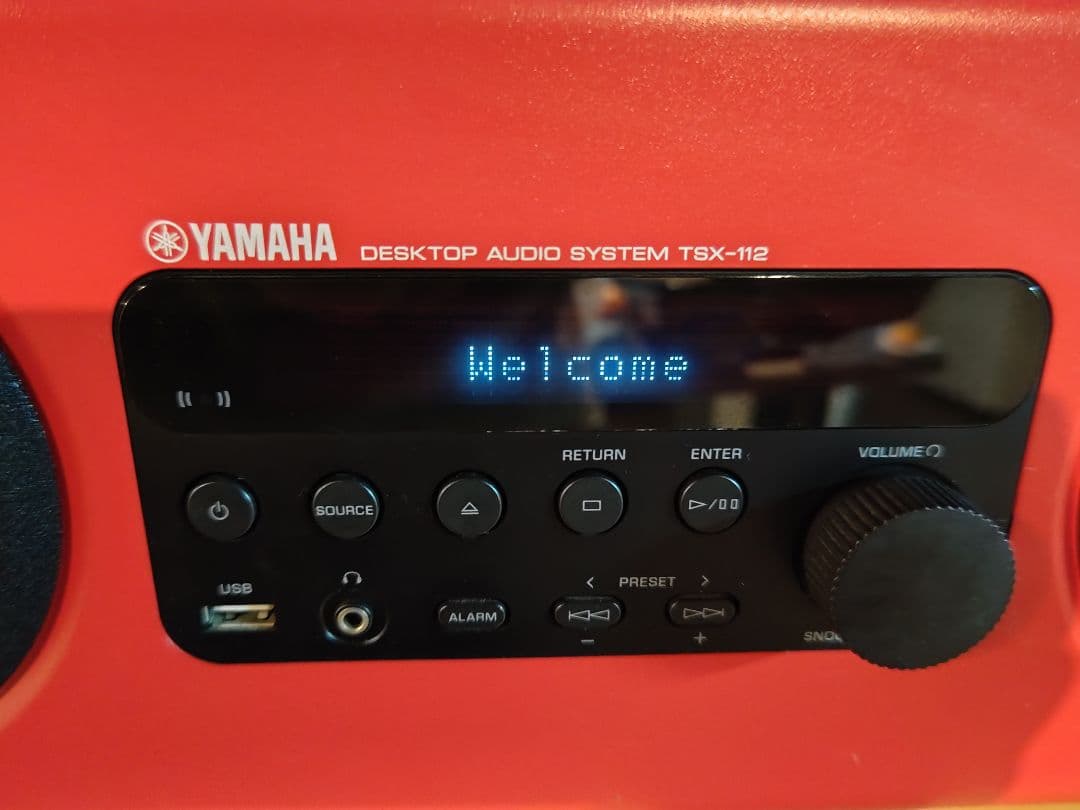 YAMAHA DESKTOP AUDIO SYSTEM TSX-112
Welcome
RETURN ENTER VOLUME
SOURCE
USB < PRESET >
ALARM
- +